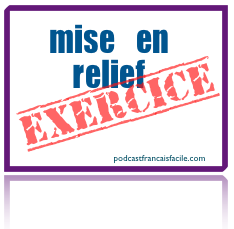 mise en
relief
EXERCICE
podcastfrancaisfacile.com